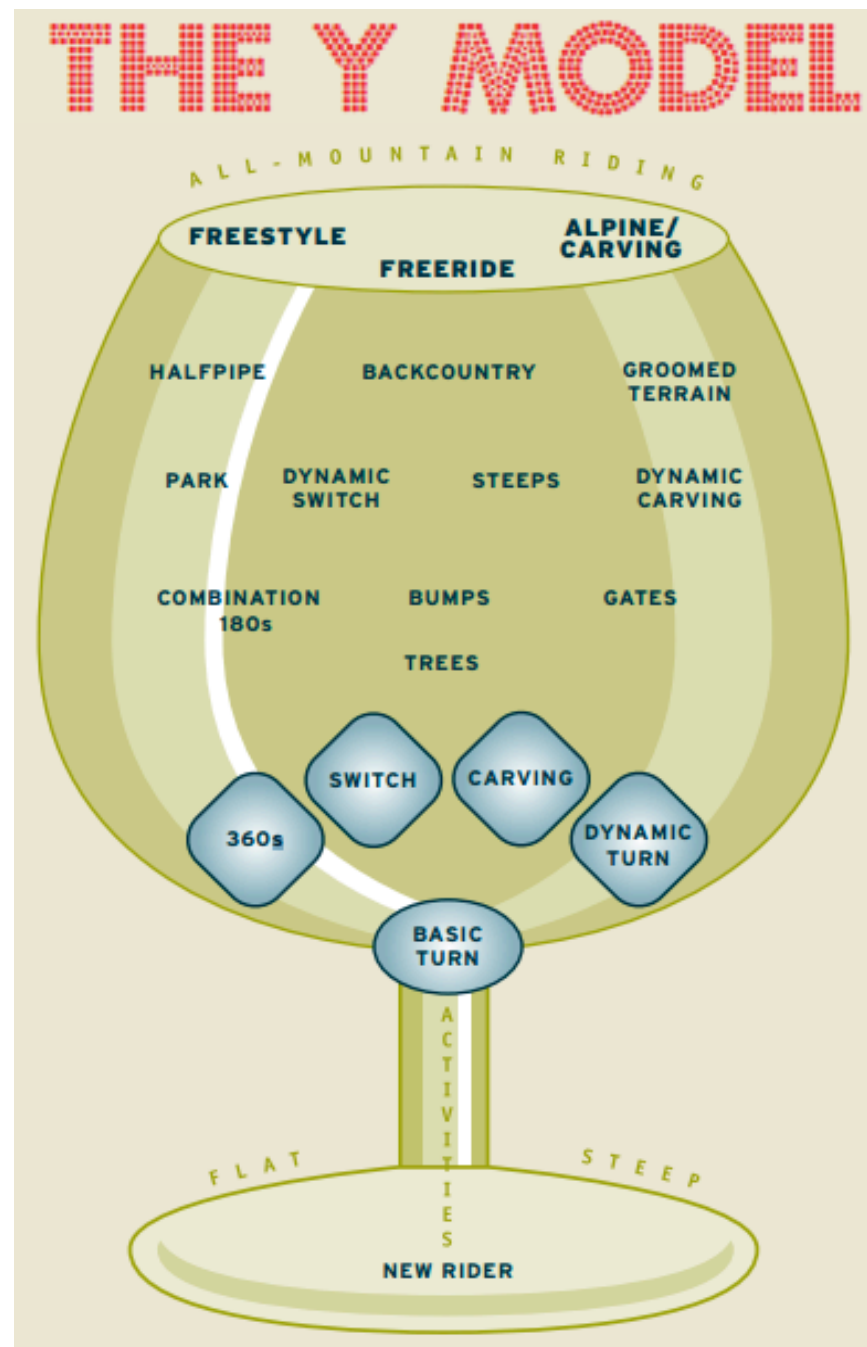 THE Y MODEL
ALL-MOUNTAIN RIDING
FREESTYLE
FREERIDE
ALPINE/
CARVING
HALFPIPE
BACKCOUNTRY
GROOMED
TERRAIN
PARK
DYNAMIC
SWITCH
STEEPS
DYNAMIC
CARVING
COMBINATION
180s
BUMPS
GATES
TREES
SWITCH
CARVING
360s
DYNAMIC
TURN
BASIC
TURN
ACTIVITIES
FLAT
STEEP
NEW RIDER